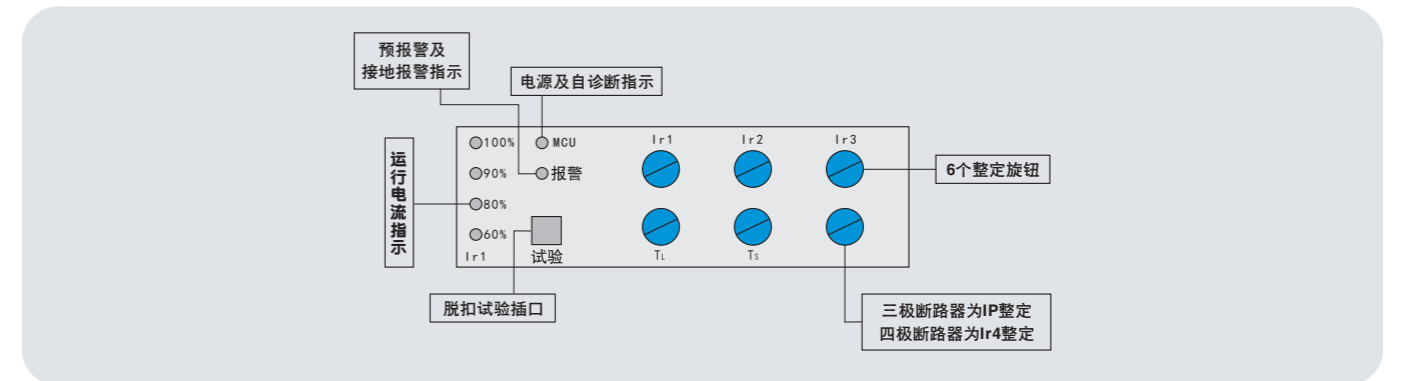 预报警及
接地报警指示
电源及自诊断指示
100%
MCU
Ir1
Ir2
Ir3
90%
报警
6个整定旋钮
运行电流指示
80%
60%
Ir1
试验
TL
Ts
脱扣试验插口
三极断路器为IP整定
四极断路器为Ir4整定